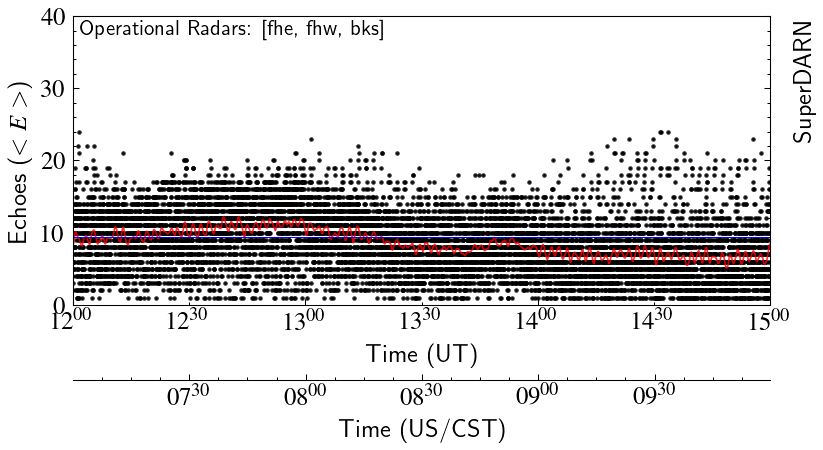 Operational Radars: [fhe, fhw, bks]
SuperDARN
Echoes (< E >)
40
30
20
10
0
12^00 12^30 13^00 13^30 14^00 14^30 15^00
Time (UT)
07^30 08^00 08^30 09^00 09^30
Time (US/CST)